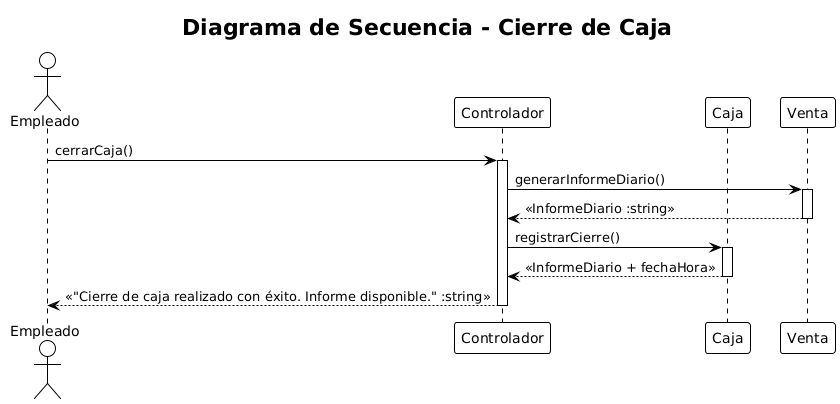 Diagrama de Secuencia - Cierre de Caja
Empleado
Controlador
Caja
Venta
cerrarCaja()
generarInformeDiario()
«InformeDiario :string»
registrarCierre()
«InformeDiario + fechaHora»
«"Cierre de caja realizado con éxito. Informe disponible." :string»
Empleado
Controlador
Caja
Venta